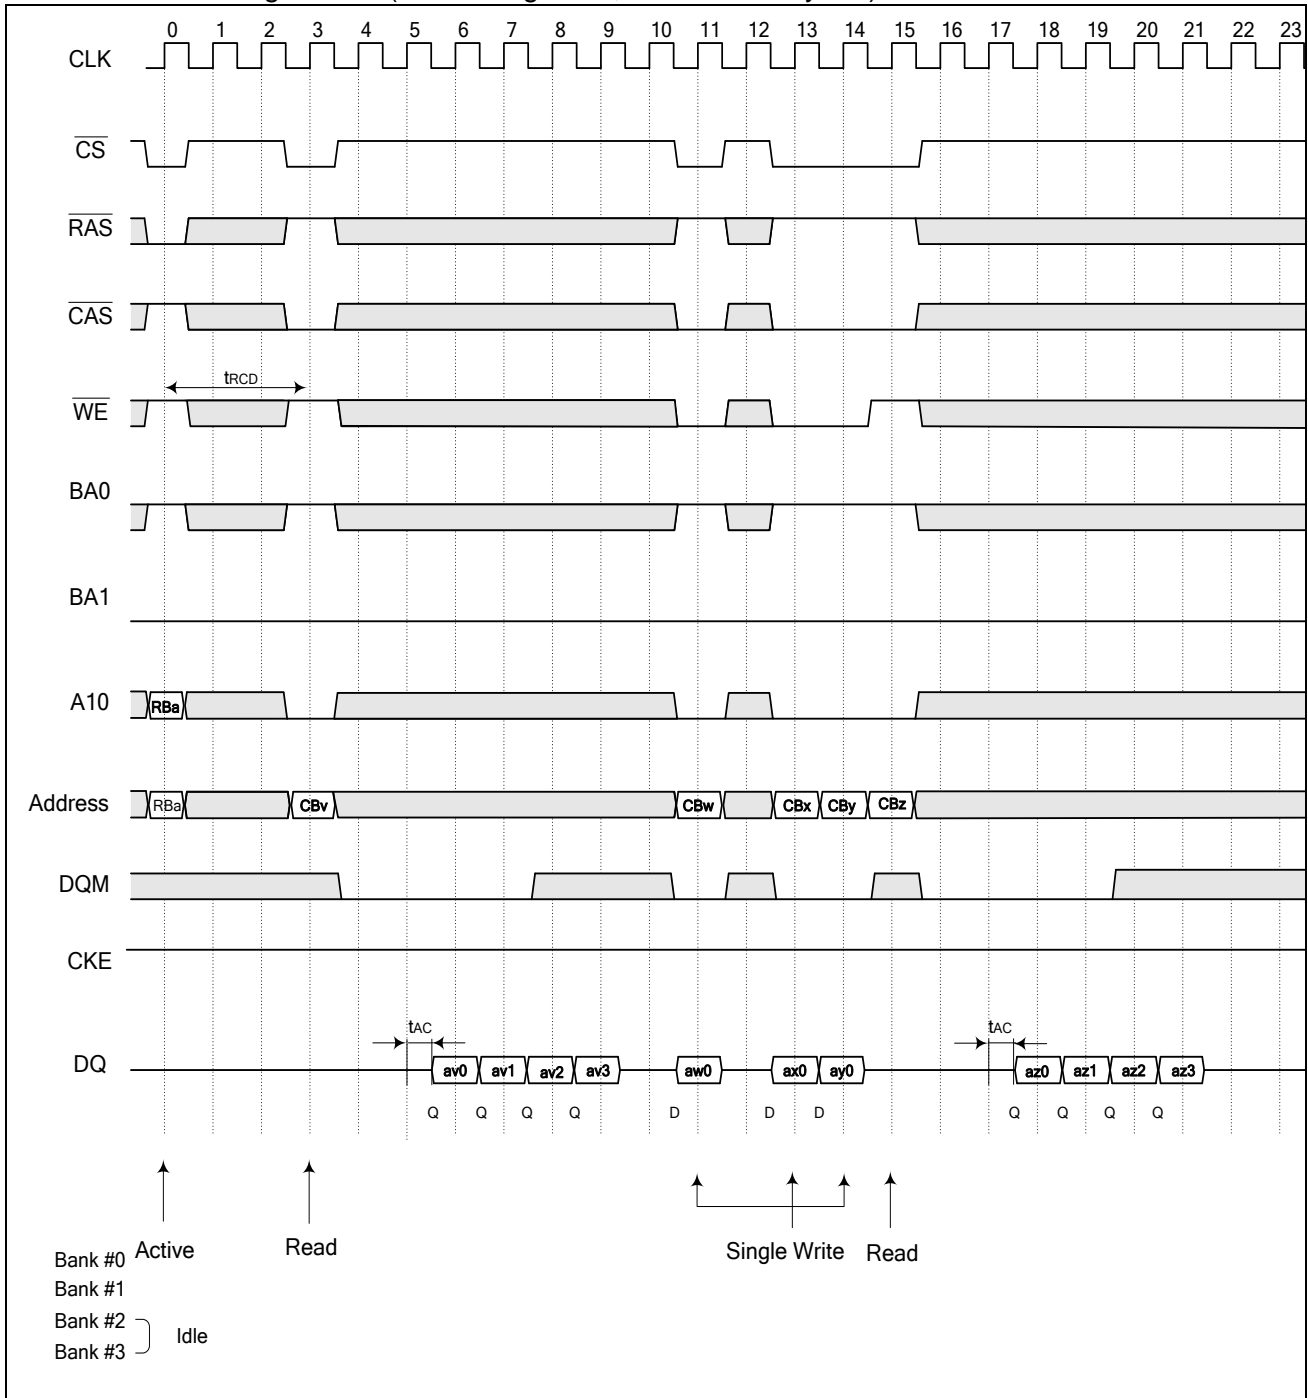 0 1 2 3 4 5 6 7 8 9 10 11 12 13 14 15 16 17 18 19 20 21 22 23
CLK
CS
RAS
CAS
tRCD
WE
BA0
BA1
A10 RBa
Address RBa CBv CBw CBx CBy CBz
DQM
CKE
tAC tAC
DQ av0 av1 av2 av3 aw0 ax0 ay0 az0 az1 az2 az3
Q Q Q Q D D D Q Q Q Q
Active Read Single Write Read
Bank #0
Bank #1
Bank #2
Idle
Bank #3